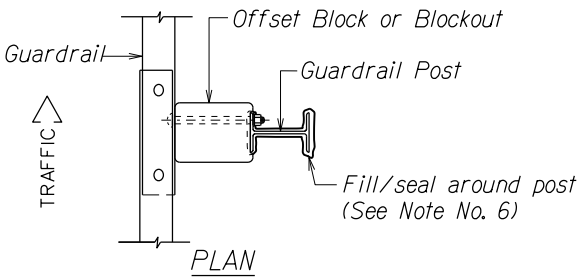 Offset Block or Blockout
Guardrail
Guardrail Post
TRAFFIC
Fill/seal around post
(See Note No. 6)
PLAN